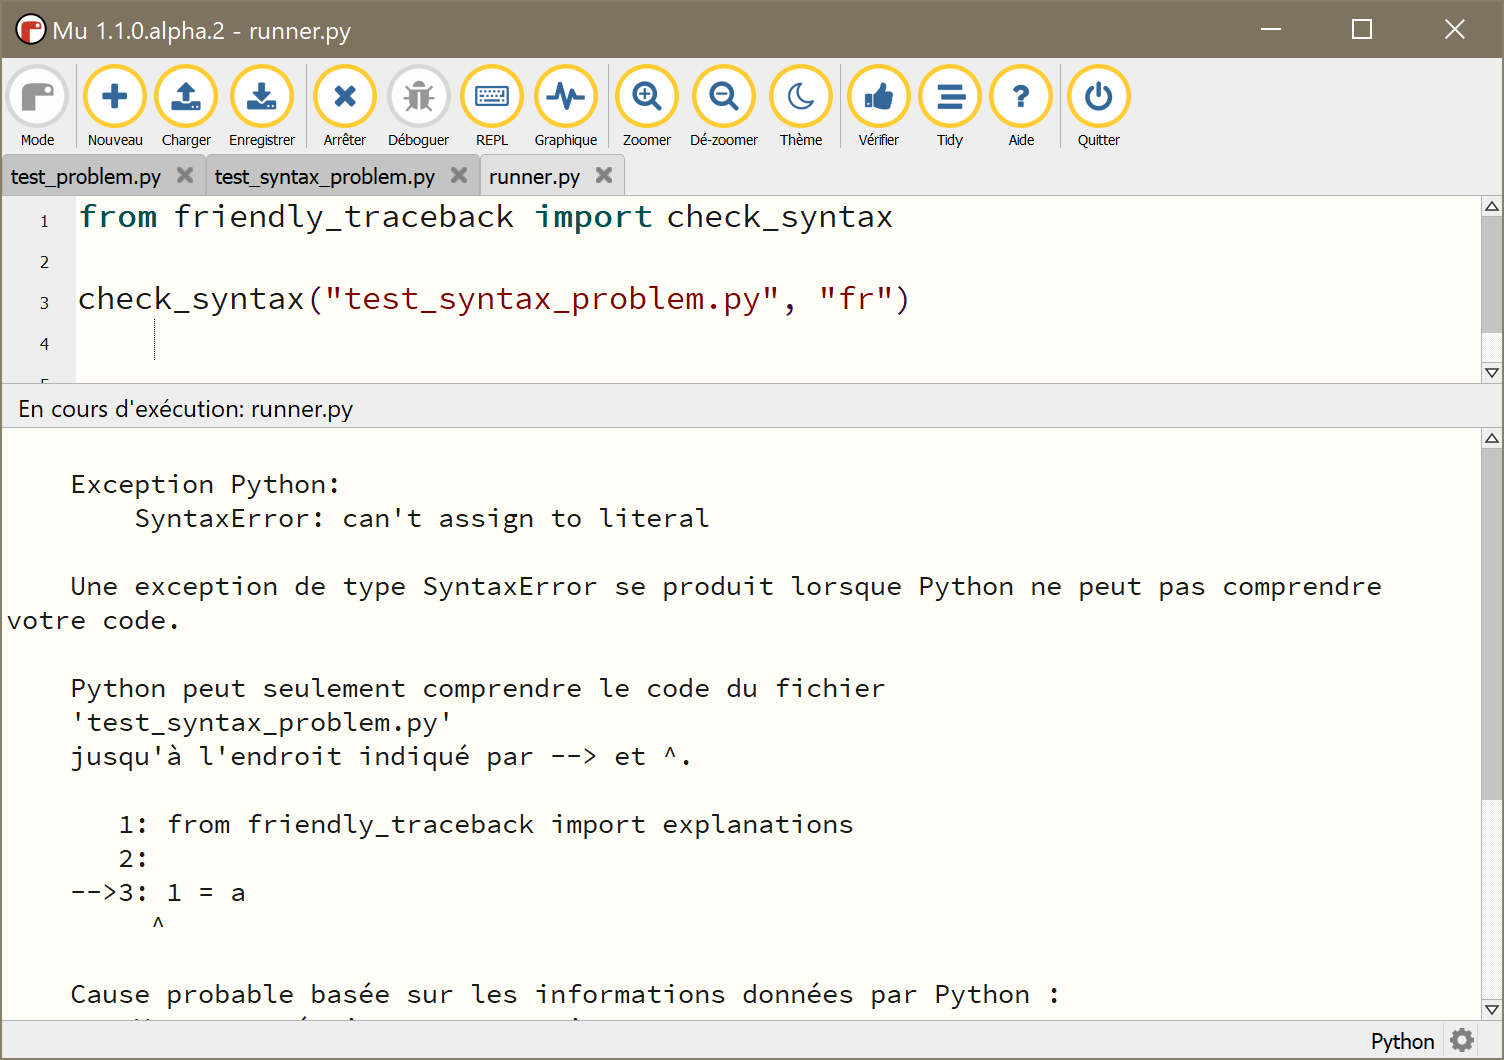 Mu 1.1.0.alpha.2 - runner.py
Mode Nouveau Charger Enregistrer Arrêter Déboguer REPL Graphique Zoomer Dé-zoomer Thème Vérifier Tidy Aide Quitter
test_problem.py test_syntax_problem.py runner.py
1 from friendly_traceback import check_syntax
2
3 check_syntax("test_syntax_problem.py", "fr")
4
En cours d'exécution: runner.py
Exception Python:
SyntaxError: can't assign to literal
Une exception de type SyntaxError se produit lorsque Python ne peut pas comprendre
votre code.
Python peut seulement comprendre le code du fichier
'test_syntax_problem.py'
jusqu'à l'endroit indiqué par --> et ^.
1: from friendly_traceback import explanations
2:
-->3: 1 = a
^
Cause probable basée sur les informations données par Python :
Python